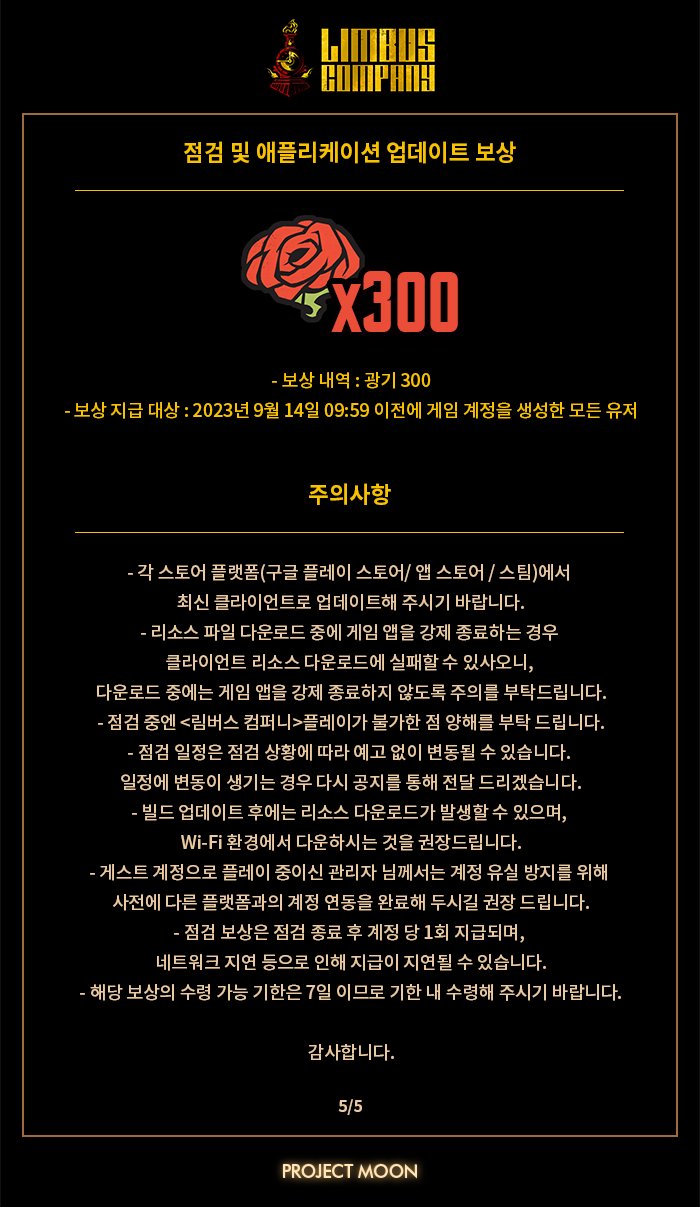 LIMBUS
COMPANY
점검 및 애플리케이션 업데이트 보상
x300
- 보상 내역 : 광기 300
- 보상 지급 대상 : 2023년 9월 14일 09:59 이전에 게임 계정을 생성한 모든 유저
주의사항
- 각 스토어 플랫폼(구글 플레이 스토어/ 앱 스토어 / 스팀)에서
최신 클라이언트로 업데이트해 주시기 바랍니다.
- 리소스 파일 다운로드 중에 게임 앱을 강제 종료하는 경우
클라이언트 리소스 다운로드에 실패할 수 있사오니,
다운로드 중에는 게임 앱을 강제 종료하지 않도록 주의를 부탁드립니다.
- 점검 중엔 <림버스 컴퍼니>플레이가 불가한 점 양해를 부탁 드립니다.
- 점검 일정은 점검 상황에 따라 예고 없이 변동될 수 있습니다.
일정에 변동이 생기는 경우 다시 공지를 통해 전달 드리겠습니다.
- 빌드 업데이트 후에는 리소스 다운로드가 발생할 수 있으며,
Wi-Fi 환경에서 다운하시는 것을 권장드립니다.
- 게스트 계정으로 플레이 중이신 관리자 님께서는 계정 유실 방지를 위해
사전에 다른 플랫폼과의 계정 연동을 완료해 두시길 권장 드립니다.
- 점검 보상은 점검 종료 후 계정 당 1회 지급되며,
네트워크 지연 등으로 인해 지급이 지연될 수 있습니다.
- 해당 보상의 수령 가능 기한은 7일 이므로 기한 내 수령해 주시기 바랍니다.
감사합니다.
5/5
PROJECT MOON